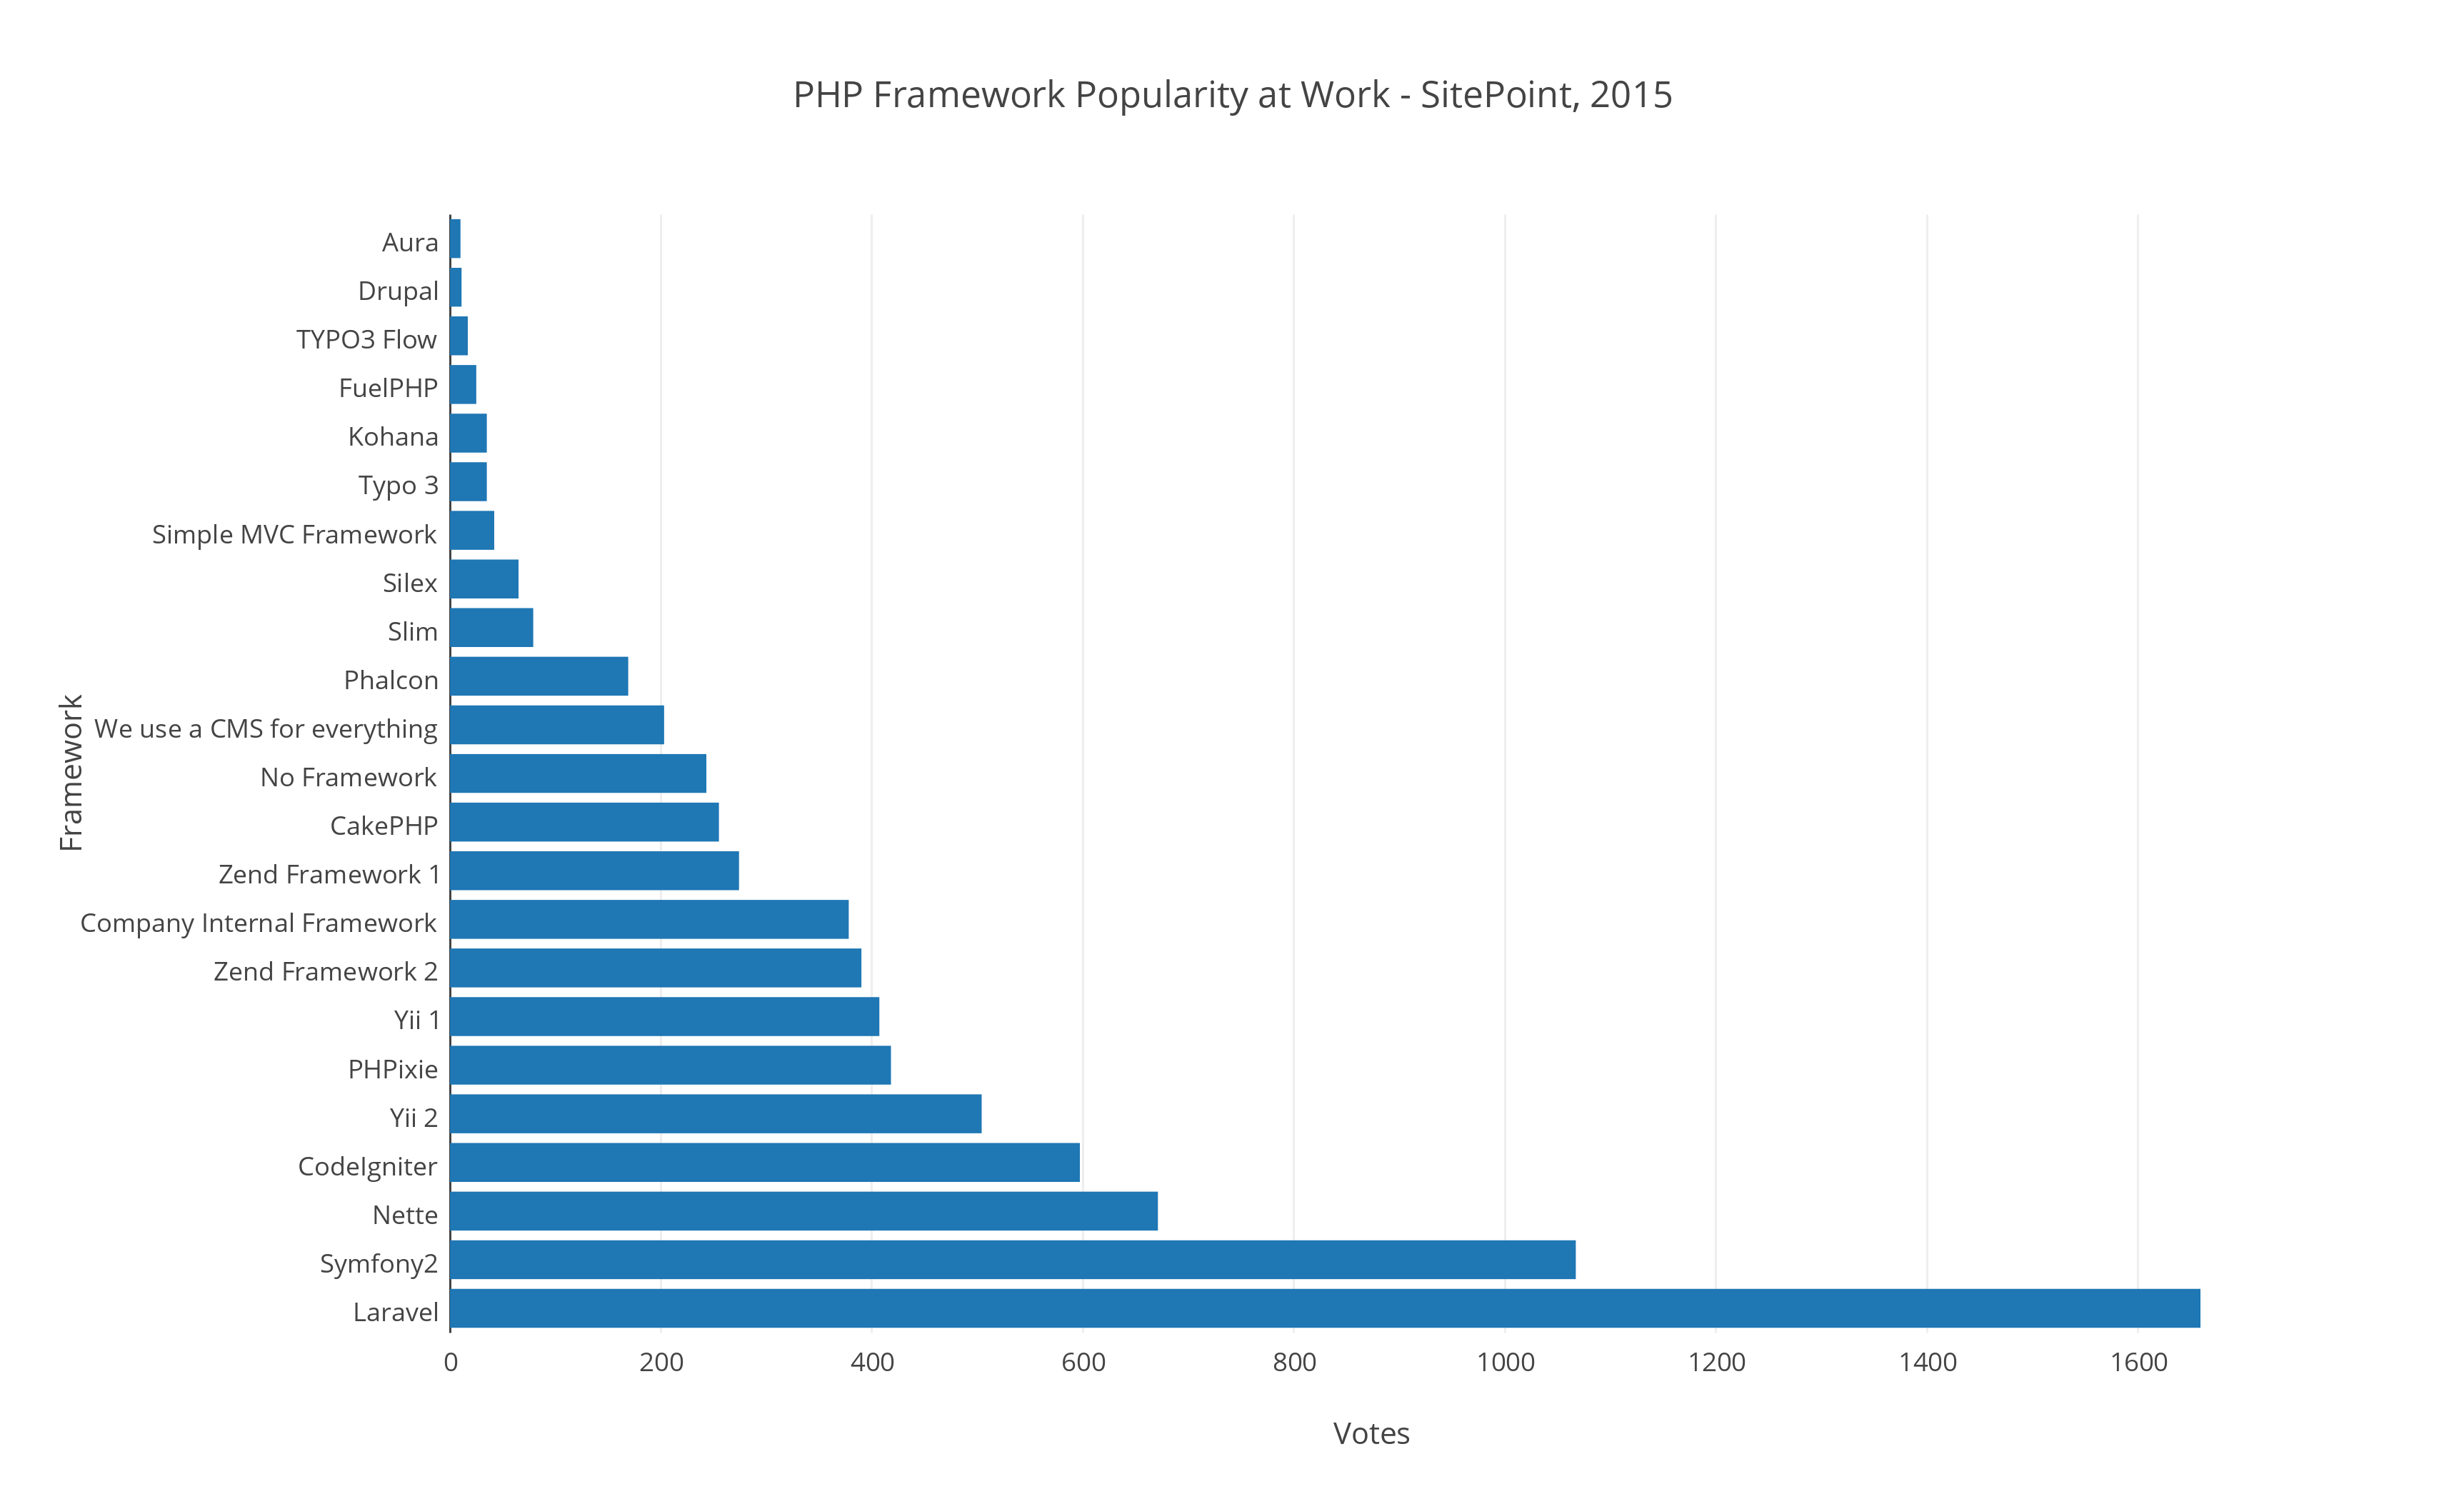 PHP Framework Popularity at Work - SitePoint, 2015
Aura
Drupal
TYPO3 Flow
FuelPHP
Kohana
Typo 3
Simple MVC Framework
Silex
Slim
Phalcon
We use a CMS for everything
No Framework
CakePHP
Zend Framework 1
Company Internal Framework
Zend Framework 2
Yii 1
PHPixie
Yii 2
CodeIgniter
Nette
Symfony2
Laravel
Framework
0 200 400 600 800 1000 1200 1400 1600
Votes